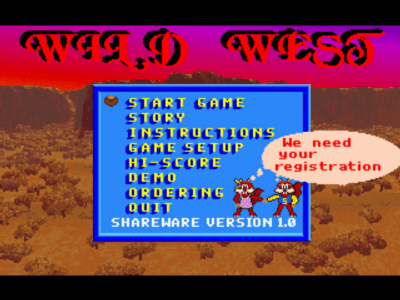 WILD WEST
START GAME
STORY
INSTRUCTIONS
GAME SETUP
HI-SCORE
DEMO
ORDERING
QUIT
SHAREWARE VERSION 1.0
We need
your
registration